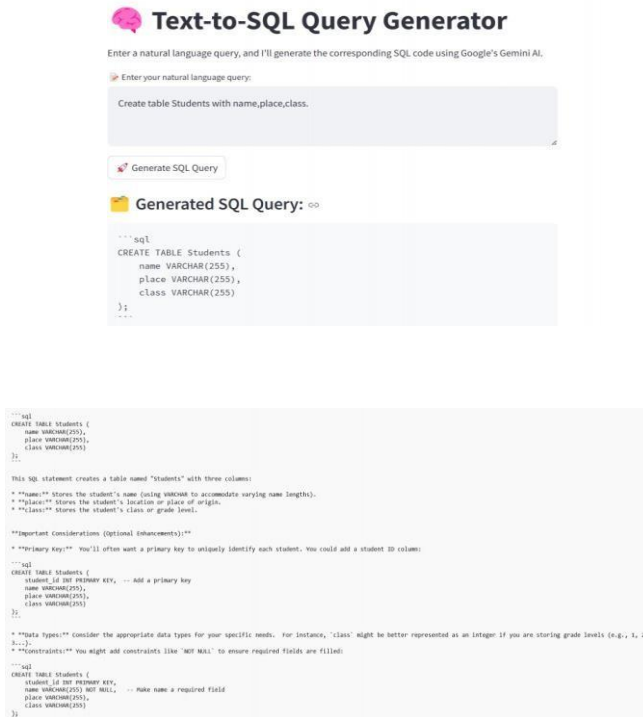 Text-to-SQL Query Generator
Enter a natural language query, and I'll generate the corresponding SQL code using Google's Gemini AI.
Enter your natural language query:
Create table Students with name,place,class.
Generate SQL Query
Generated SQL Query:
```sql
CREATE TABLE Students (
    name VARCHAR(255),
    place VARCHAR(255),
    class VARCHAR(255)
);
```
```sql
CREATE TABLE Students (
    name VARCHAR(255),
    place VARCHAR(255),
    class VARCHAR(255)
);
```
This SQL statement creates a table named "Students" with three columns:
* **name:** Stores the student's name (using VARCHAR to accommodate varying name lengths).
* **place:** Stores the student's location or place of origin.
* **class:** Stores the student's class or grade level.
**Important Considerations (Optional Enhancements):**
* **Primary Key:** You'll often want a primary key to uniquely identify each student. You could add a student ID column:
```sql
CREATE TABLE Students (
    student_id INT PRIMARY KEY, -- Add a primary key
    name VARCHAR(255),
    place VARCHAR(255),
    class VARCHAR(255)
);
```
* **Data Types:** Consider the appropriate data types for your specific needs. For instance, `class` might be better represented as an integer if you are storing grade levels (e.g., 1, 2
3...).
* **Constraints:** You might add constraints like `NOT NULL` to ensure required fields are filled:
```sql
CREATE TABLE Students (
    student_id INT PRIMARY KEY,
    name VARCHAR(255) NOT NULL, -- Make name a required field
    place VARCHAR(255),
    class VARCHAR(255)
);